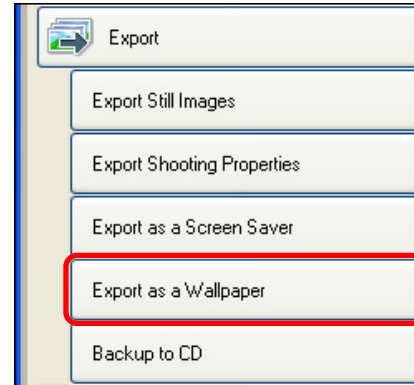 Export
Export Still Images
Export Shooting Properties
Export as a Screen Saver
Export as a Wallpaper
Backup to CD